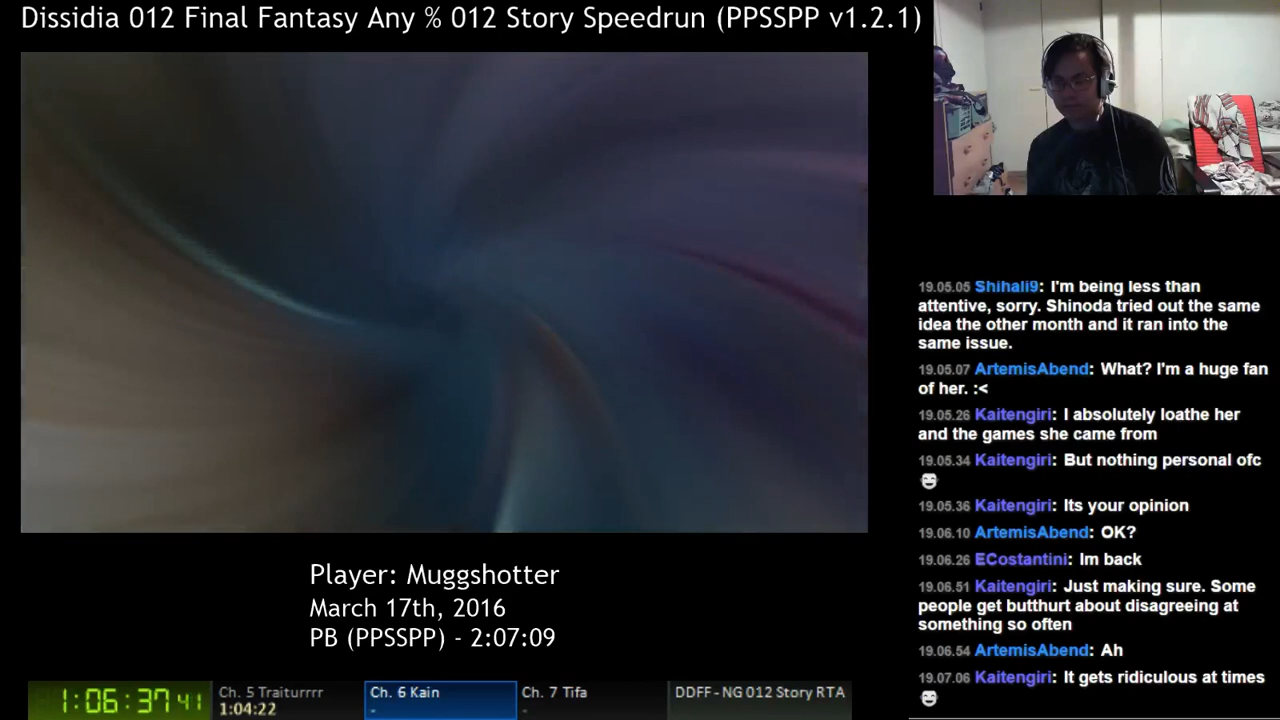 Dissidia 012 Final Fantasy Any % 012 Story Speedrun (PPSSPP v1.2.1)
19.05.05 Shihali9: I'm being less than
attentive, sorry. Shinoda tried out the same
idea the other month and it ran into the
same issue.
19.05.07 ArtemisAbend: What? I'm a huge fan
of her. :<
19.05.26 Kaitengiri: I absolutely loathe her
and the games she came from
19.05.34 Kaitengiri: But nothing personal ofc
19.05.36 Kaitengiri: Its your opinion
19.06.10 ArtemisAbend: OK?
19.06.26 ECostantini: Im back
19.06.51 Kaitengiri: Just making sure. Some
people get butthurt about disagreeing at
something so often
19.06.54 ArtemisAbend: Ah
19.07.06 Kaitengiri: It gets ridiculous at times
Player: Muggshotter
March 17th, 2016
PB (PPSSPP) - 2:07:09
1:06:37 41
Ch. 5 Traiturrrr
1:04:22
Ch. 6 Kain
-
Ch. 7 Tifa
-
DDFF - NG 012 Story RTA